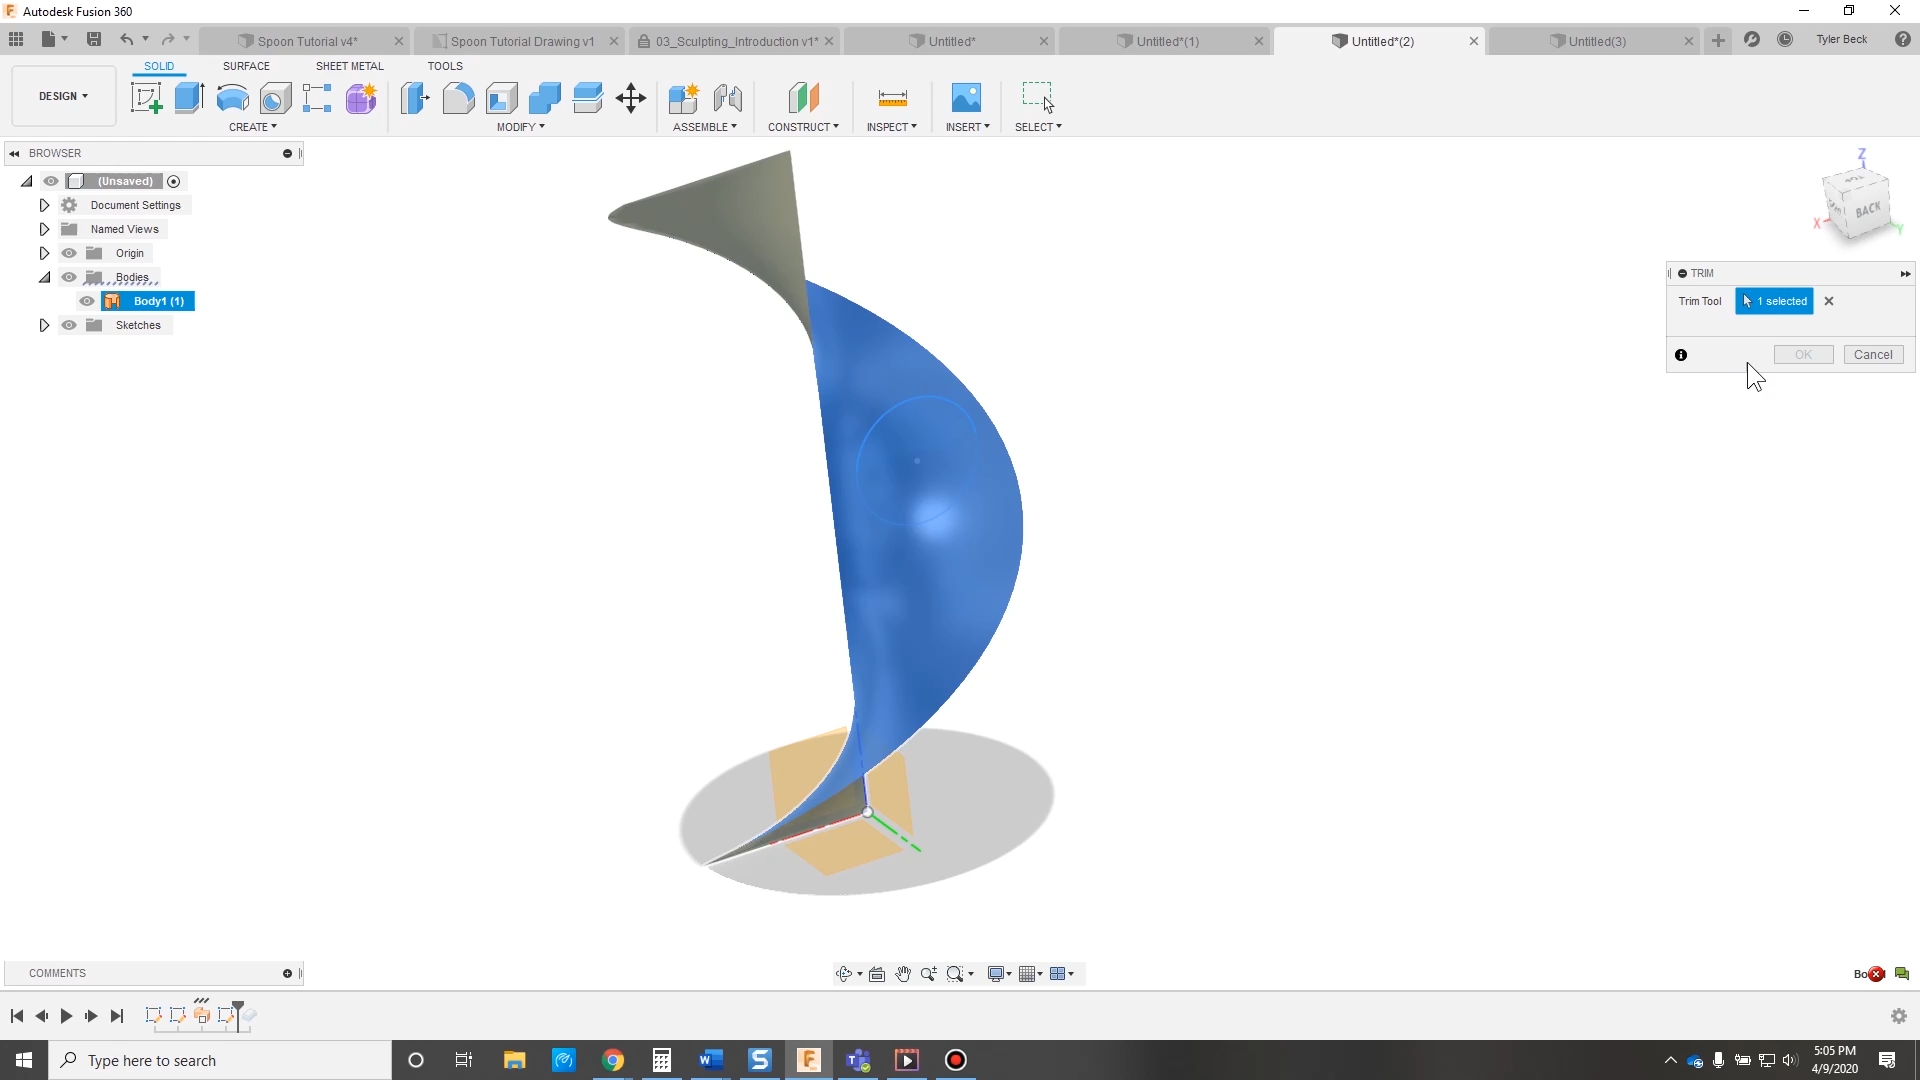 Autodesk Fusion 360
Spoon Tutorial v4*
Spoon Tutorial Drawing v1
03_Sculpting_Introduction v1*
Untitled*
Untitled*(1)
Untitled*(2)
Untitled(3)
Tyler Beck
SOLID
SURFACE
SHEET METAL
TOOLS
DESIGN
CREATE
MODIFY
ASSEMBLE
CONSTRUCT
INSPECT
INSERT
SELECT
BROWSER
(Unsaved)
Document Settings
Named Views
Origin
Bodies
Body1 (1)
Sketches
Z
TOP
BACK
X
Y
TRIM
Trim Tool
1 selected
OK
Cancel
COMMENTS
Type here to search
5:05 PM
4/9/2020